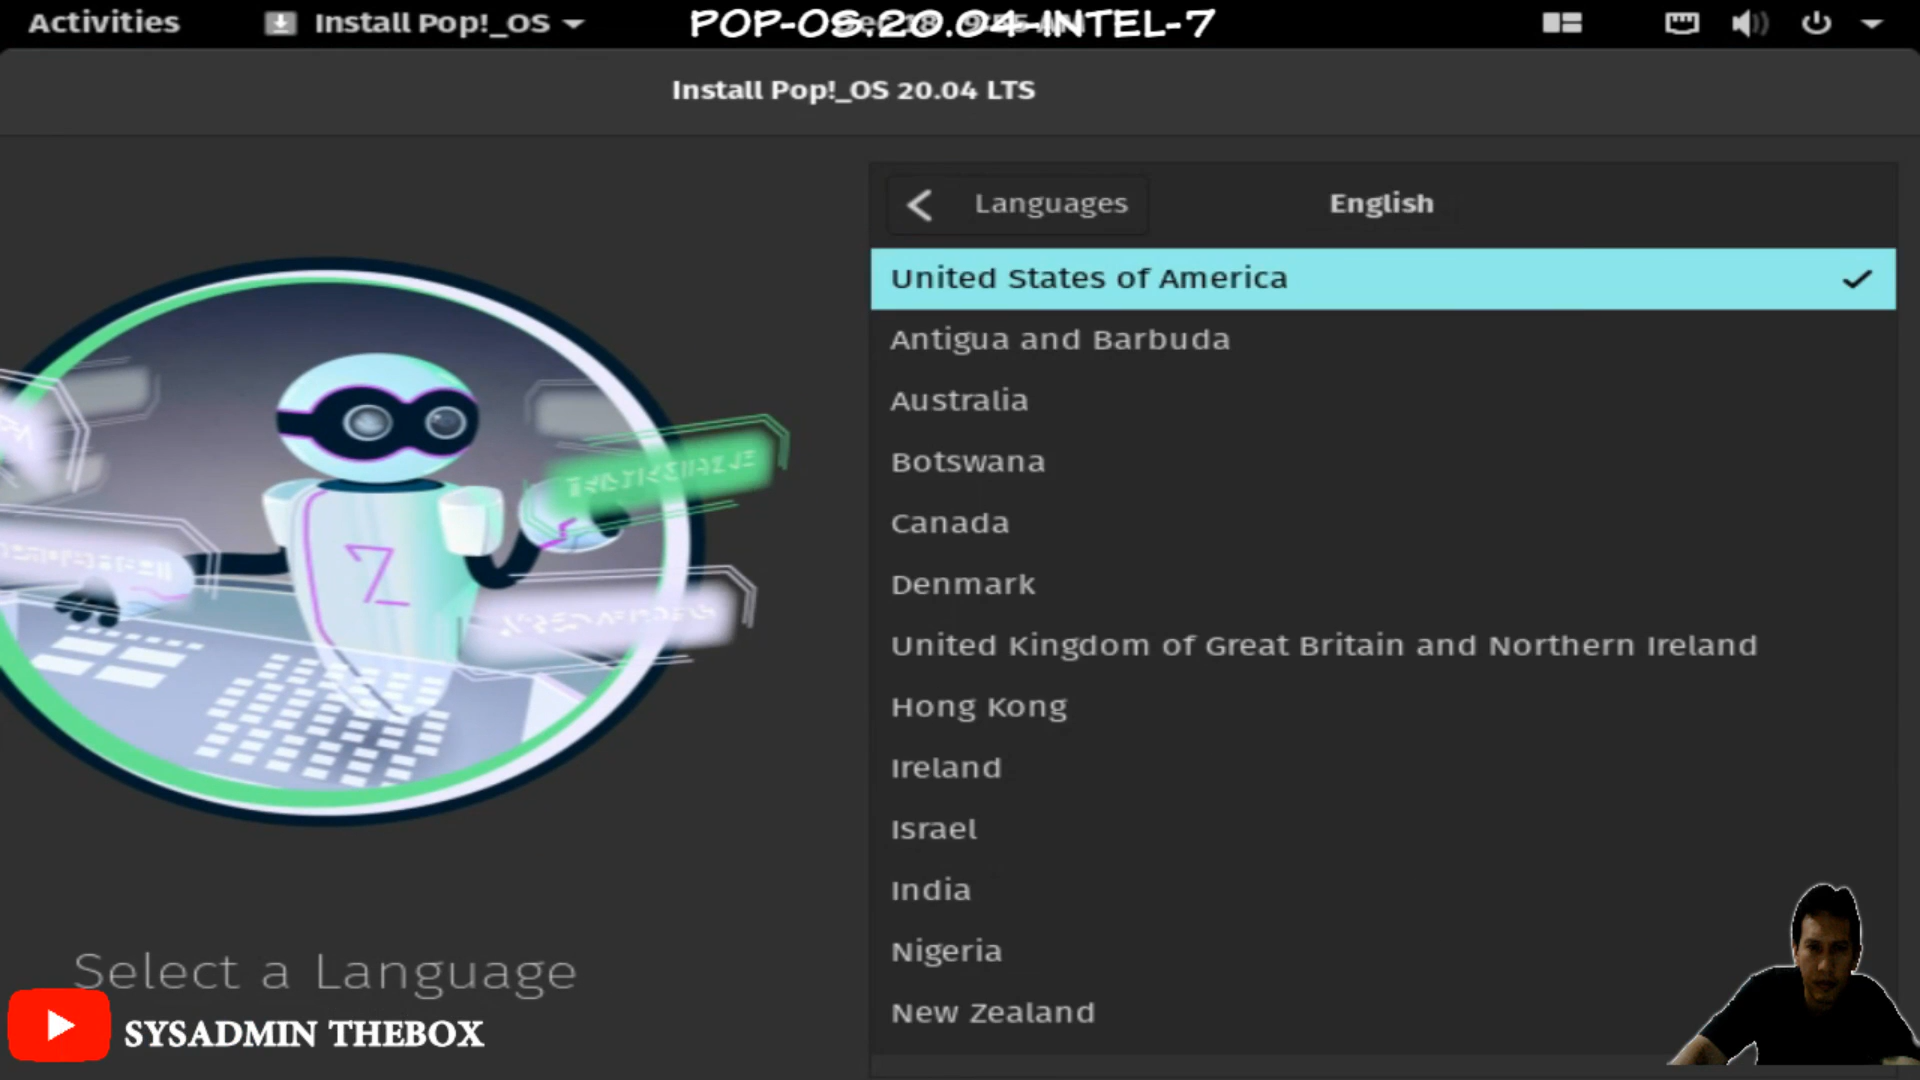 Activities
Install Pop!_OS
POP-OS.20.04-INTEL-7
Install Pop!_OS 20.04 LTS
Languages
English
United States of America
Antigua and Barbuda
Australia
Botswana
Canada
Denmark
United Kingdom of Great Britain and Northern Ireland
Hong Kong
Ireland
Israel
India
Nigeria
New Zealand
Select a Language
SYSADMIN THEBOX